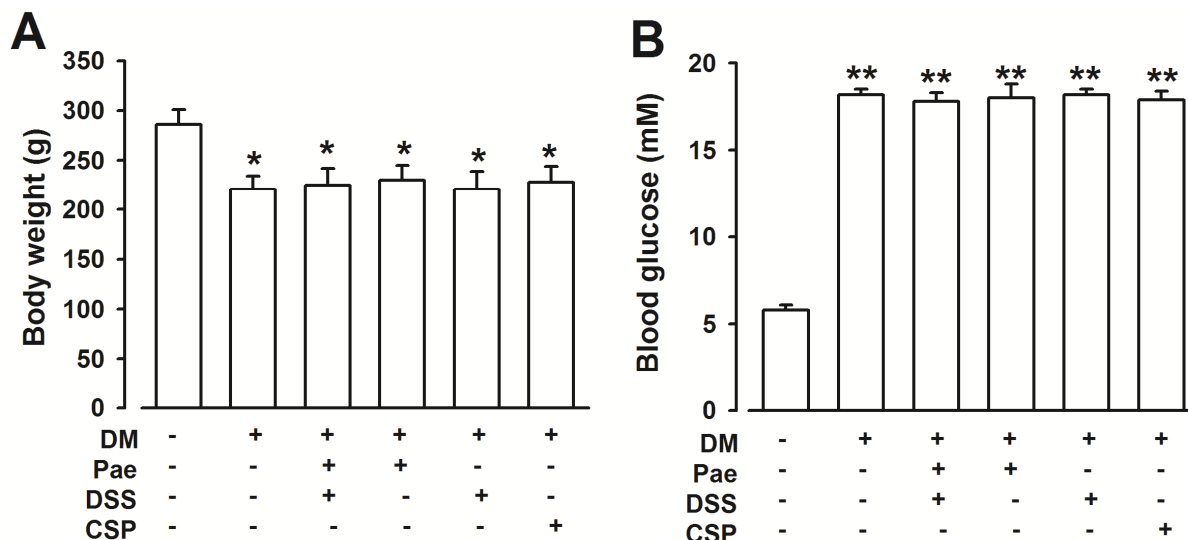 A
Body weight (g)
350
300
250
200
150
100
50
0
* * * * *
DM - + + + + +
Pae - - + + - -
DSS - - + - + -
CSP - - - - - +
B
Blood glucose (mM)
20
15
10
5
0
** ** ** ** **
DM - + + + + +
Pae - - + + - -
DSS - - + - + -
CSP - - - - - +